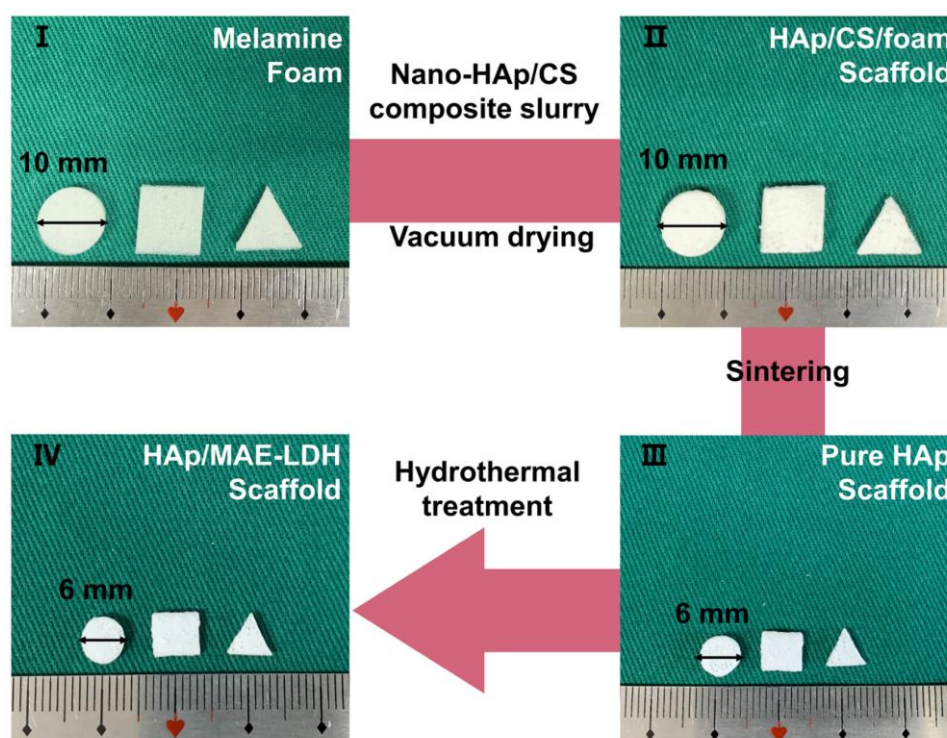 I
Melamine
Foam
10 mm
Nano-HAp/CS
composite slurry
Vacuum drying
II
HAp/CS/foam
Scaffold
10 mm
Sintering
III
Pure HAp
Scaffold
6 mm
Hydrothermal
treatment
IV
HAp/MAE-LDH
Scaffold
6 mm